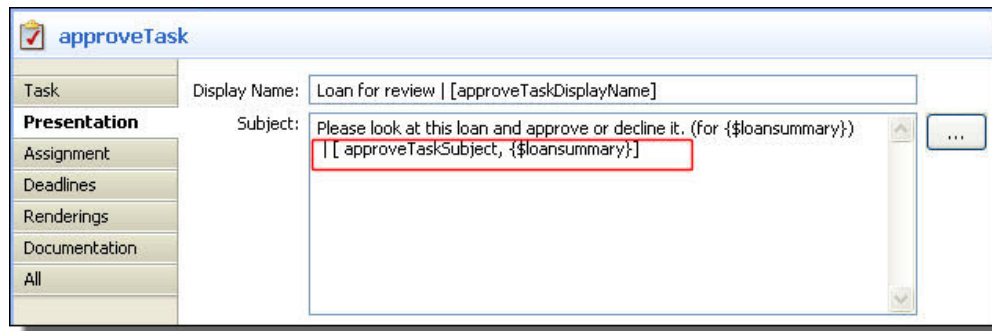 approveTask
Task
Presentation
Assignment
Deadlines
Renderings
Documentation
All
Display Name: Loan for review | [approveTaskDisplayName]
Subject: Please look at this loan and approve or decline it. (for {$loansummary})
| [ approveTaskSubject, {$loansummary}]
...